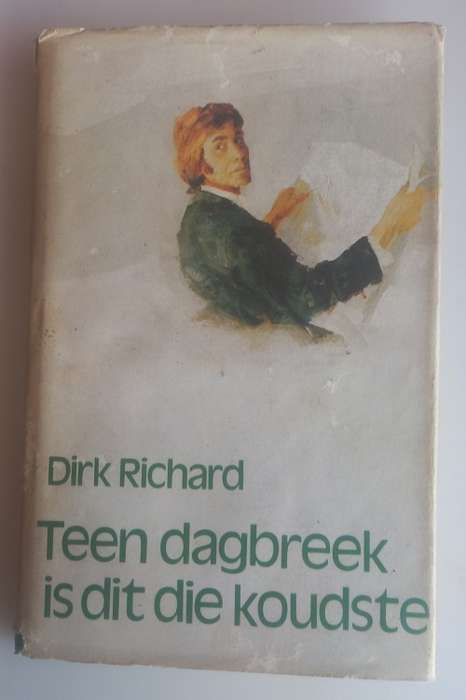 Dirk Richard
Teen dagbreek
is dit die koudste